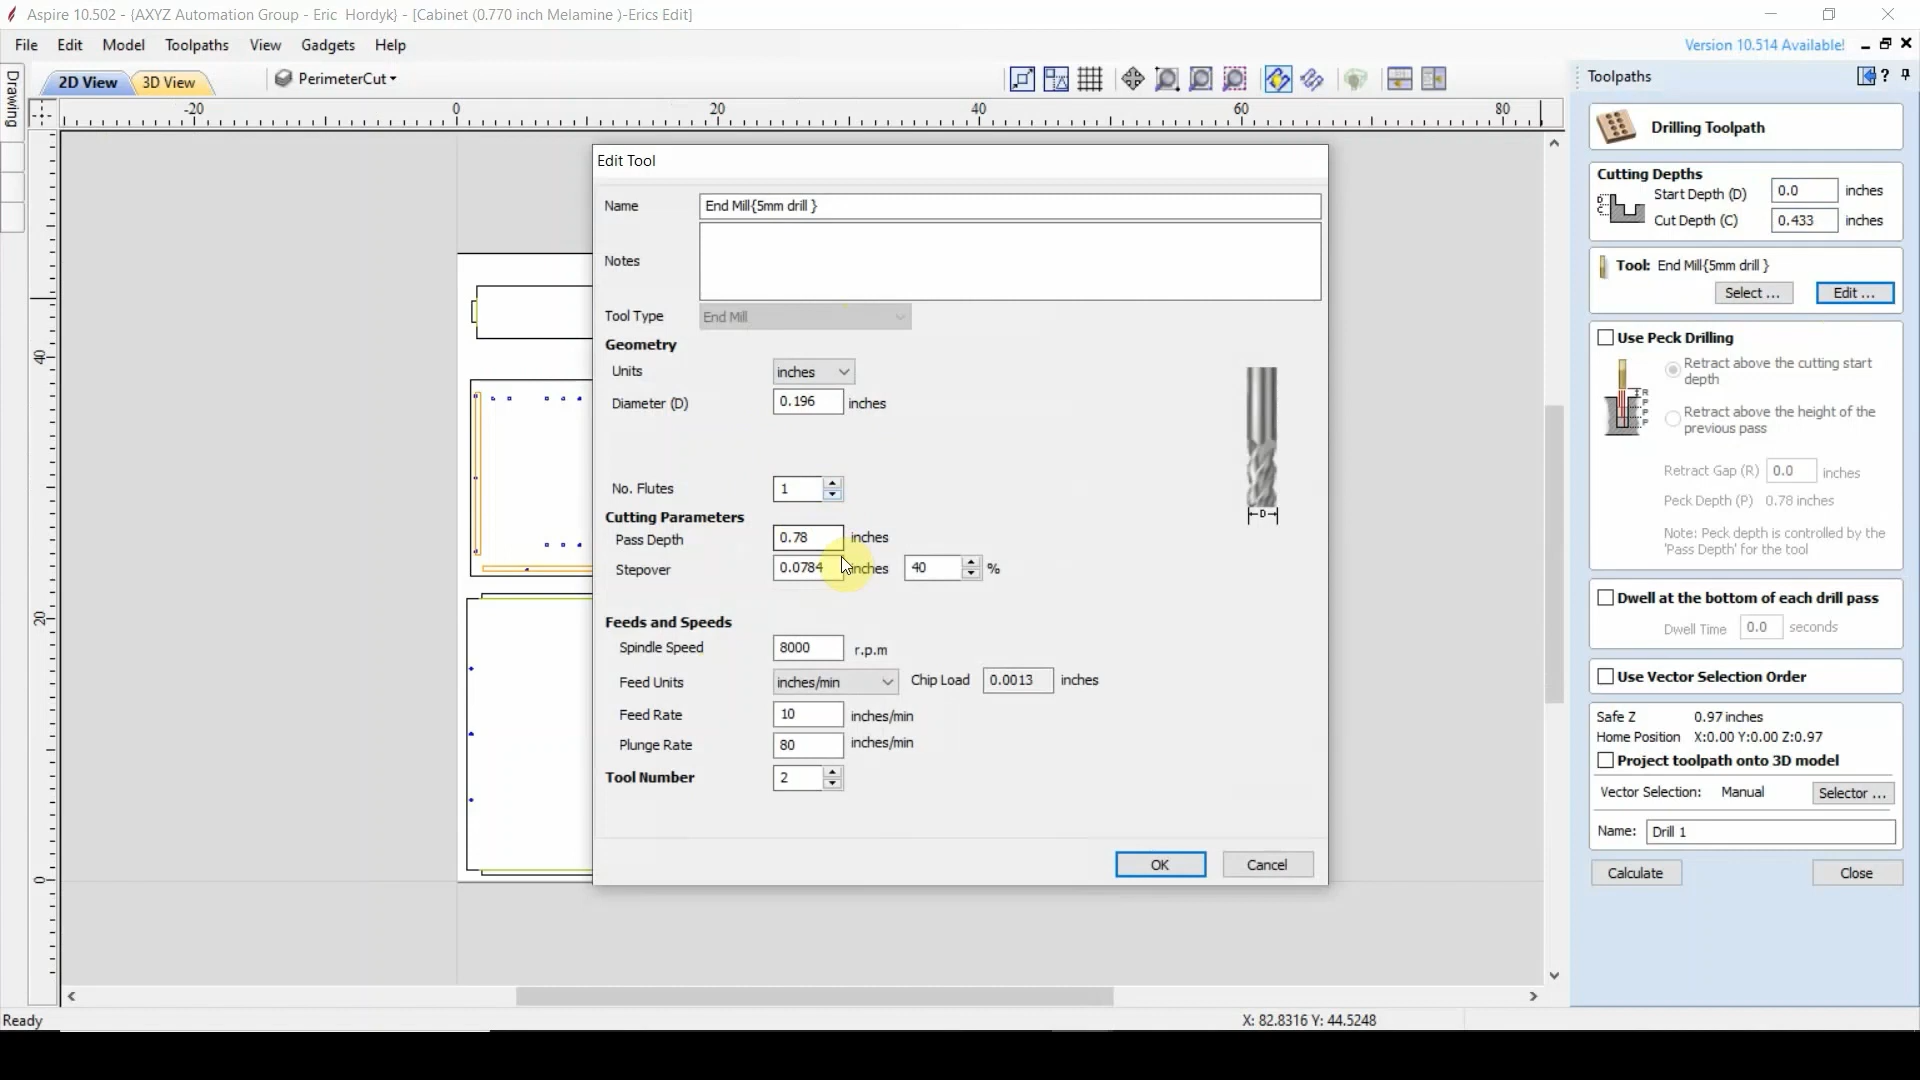 Aspire 10.502 - {AXYZ Automation Group - Eric Hordyk} - [Cabinet (0.770 inch Melamine )-Erics Edit]
File Edit Model Toolpaths View Gadgets Help
Version 10.514 Available!
Drawing
2D View 3D View
PerimeterCut
-20 0 20 40 60 80
40
20
0
Edit Tool
Name End Mill{5mm drill }
Notes
Tool Type End Mill
Geometry
Units inches
Diameter (D) 0.196 inches
No. Flutes 1
Cutting Parameters
Pass Depth 0.78 inches
Stepover 0.0784 inches 40 %
Feeds and Speeds
Spindle Speed 8000 r.p.m
Feed Units inches/min Chip Load 0.0013 inches
Feed Rate 10 inches/min
Plunge Rate 80 inches/min
Tool Number 2
D
OK Cancel
Toolpaths ?
Drilling Toolpath
Cutting Depths
Start Depth (D) 0.0 inches
Cut Depth (C) 0.433 inches
D
C
Tool: End Mill{5mm drill }
Select ... Edit ...
Use Peck Drilling
Retract above the cutting start
depth
Retract above the height of the
previous pass
R
P
P
P
Retract Gap (R) 0.0 inches
Peck Depth (P) 0.78 inches
Note: Peck depth is controlled by the
'Pass Depth' for the tool
Dwell at the bottom of each drill pass
Dwell Time 0.0 seconds
Use Vector Selection Order
Safe Z 0.97 inches
Home Position X:0.00 Y:0.00 Z:0.97
Project toolpath onto 3D model
Vector Selection: Manual Selector ...
Name: Drill 1
Calculate Close
Ready
X: 82.8316 Y: 44.5248